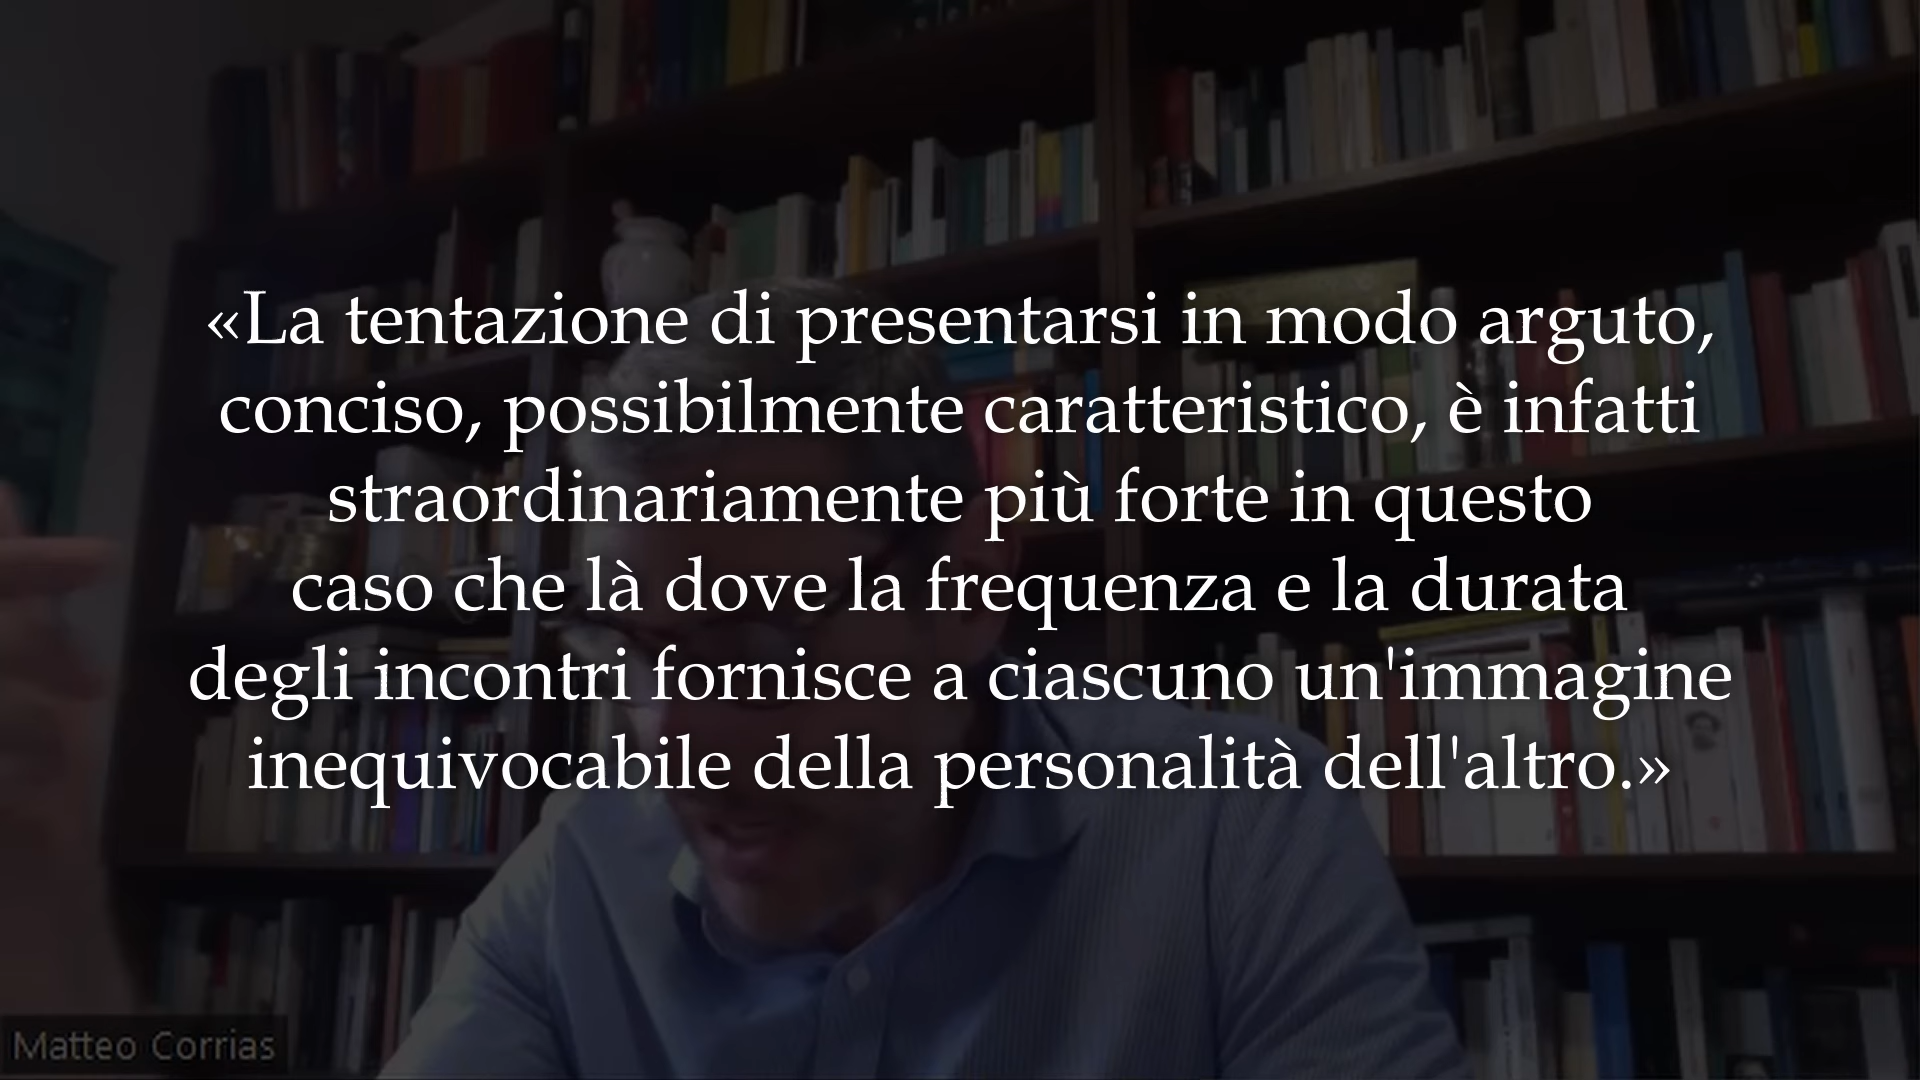 «La tentazione di presentarsi in modo arguto,
conciso, possibilmente caratteristico, è infatti
straordinariamente più forte in questo
caso che là dove la frequenza e la durata
degli incontri fornisce a ciascuno un'immagine
inequivocabile della personalità dell'altro.»
Matteo Corrias